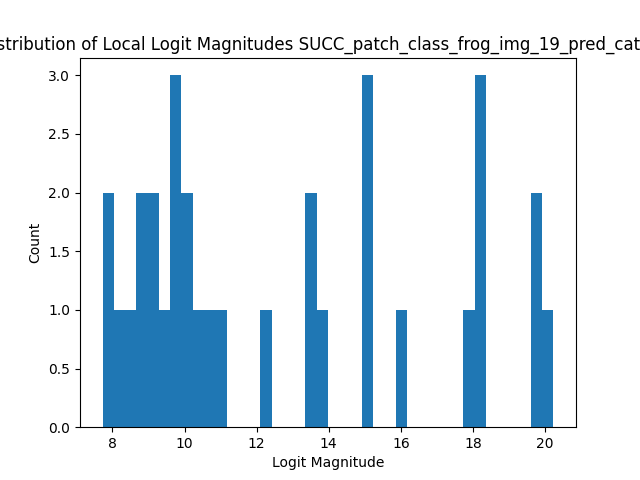 stribution of Local Logit Magnitudes SUCC_patch_class_frog_img_19_pred_cat
3.0
2.5
2.0
1.5
1.0
0.5
0.0
Count
8 10 12 14 16 18 20
Logit Magnitude